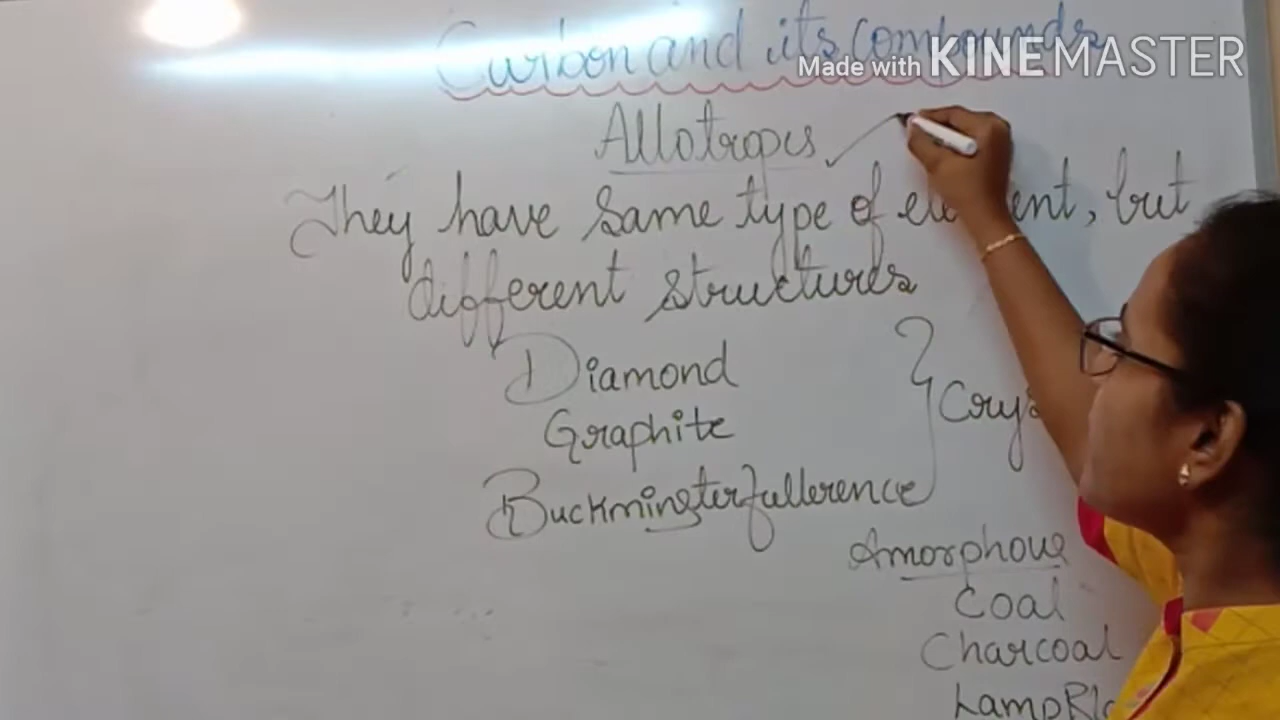 Carbon and its compounds
Made with KINEMASTER
Allotropes
They have same type of element, but
different structures
Diamond
Graphite
Buckminsterfullerence
Amorphous
Coal
Charcoal
Lamp